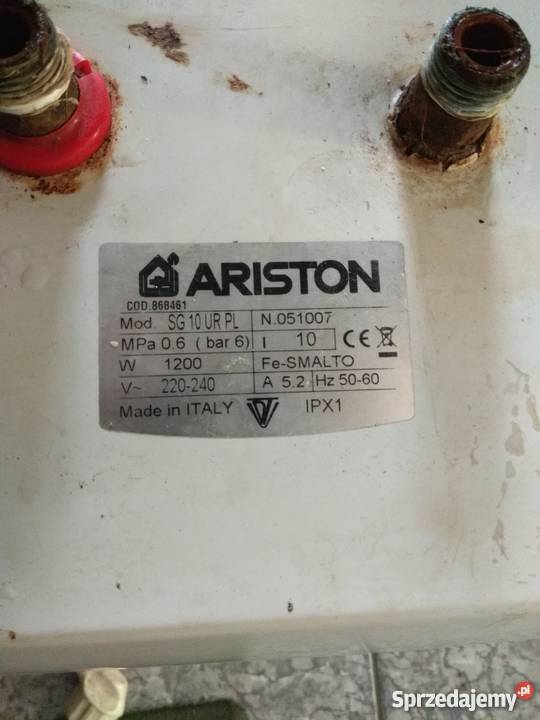 ARISTON
COD.868461
Mod. SG 10 UR PL N.051007
MPa 0.6 ( bar 6) l 10 CE
W 1200 Fe-SMALTO
V~ 220-240 A 5.2 Hz 50-60
Made in ITALY IPX1
Sprzedajemy.pl